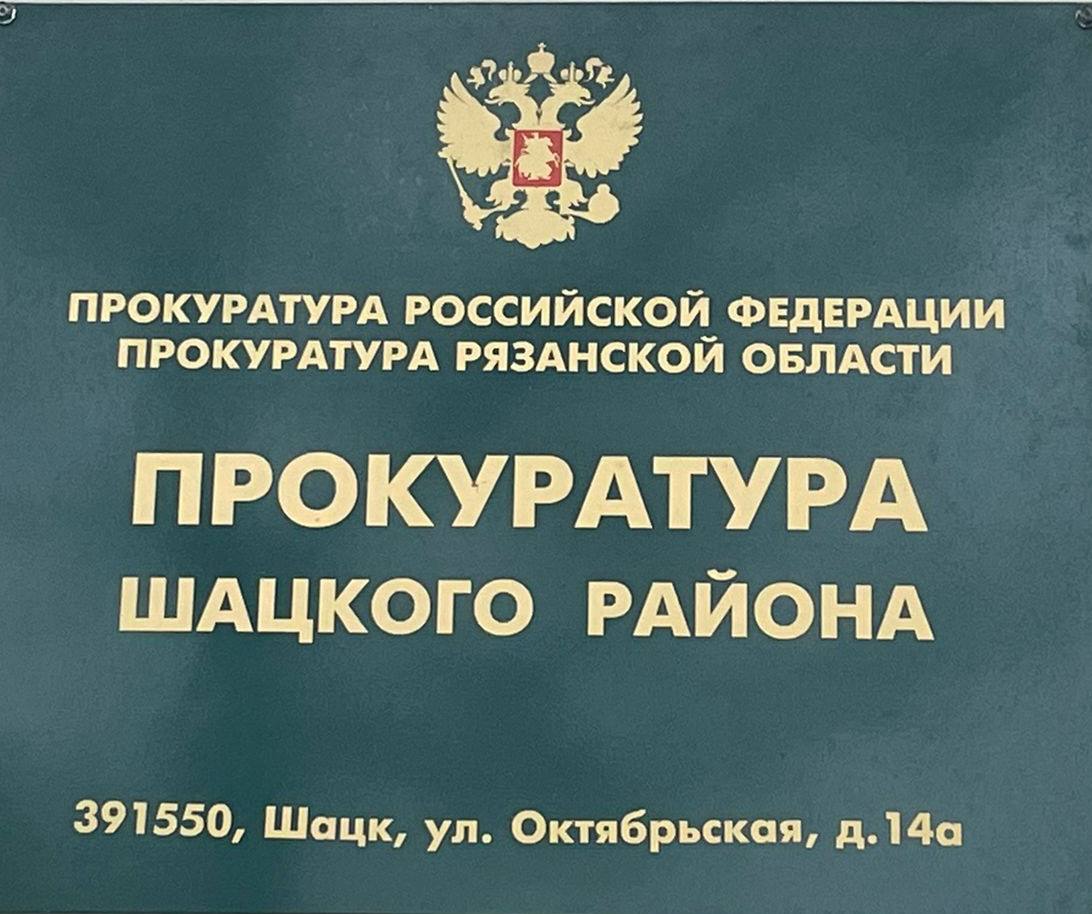 ПРОКУРАТУРА РОССИЙСКОЙ ФЕДЕРАЦИИ
ПРОКУРАТУРА РЯЗАНСКОЙ ОБЛАСТИ
ПРОКУРАТУРА
ШАЦКОГО РАЙОНА
391550, Шацк, ул. Октябрьская, д.14а